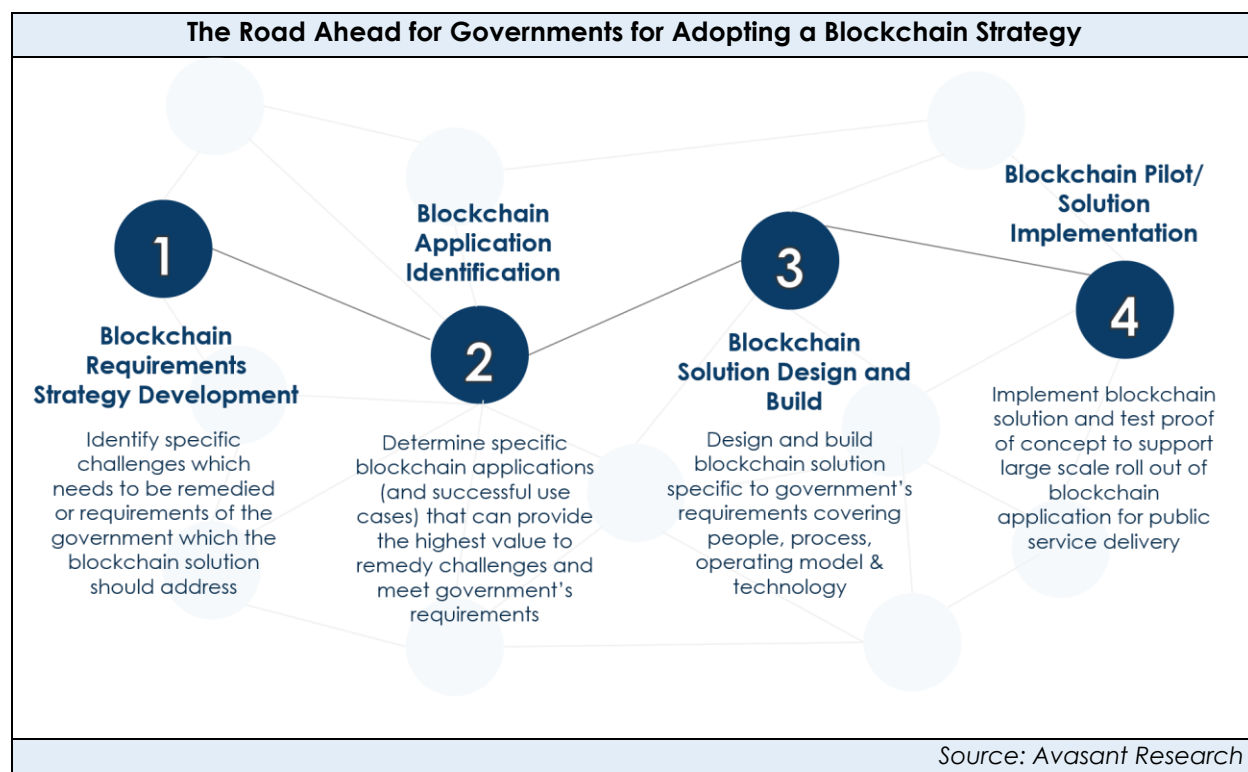 The Road Ahead for Governments for Adopting a Blockchain Strategy
1
Blockchain
Requirements
Strategy Development
Identify specific
challenges which
needs to be remedied
or requirements of the
government which the
blockchain solution
should address
Blockchain
Application
Identification
2
Determine specific
blockchain applications
(and successful use
cases) that can provide
the highest value to
remedy challenges and
meet government's
requirements
3
Blockchain
Solution Design and
Build
Design and build
blockchain solution
specific to government's
requirements covering
people, process,
operating model &
technology
Blockchain Pilot/
Solution
Implementation
4
Implement blockchain
solution and test proof
of concept to support
large scale roll out of
blockchain
application for public
service delivery
Source: Avasant Research